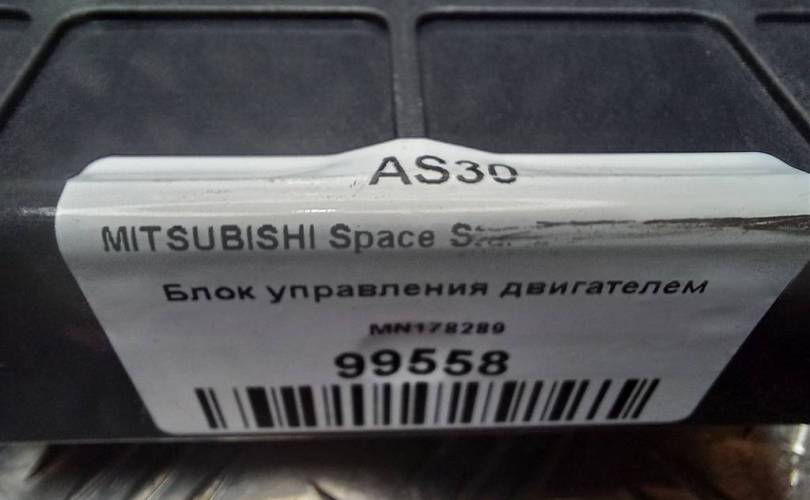 AS30
MITSUBISHI Space
Блок управления двигателем
MN178289
99558